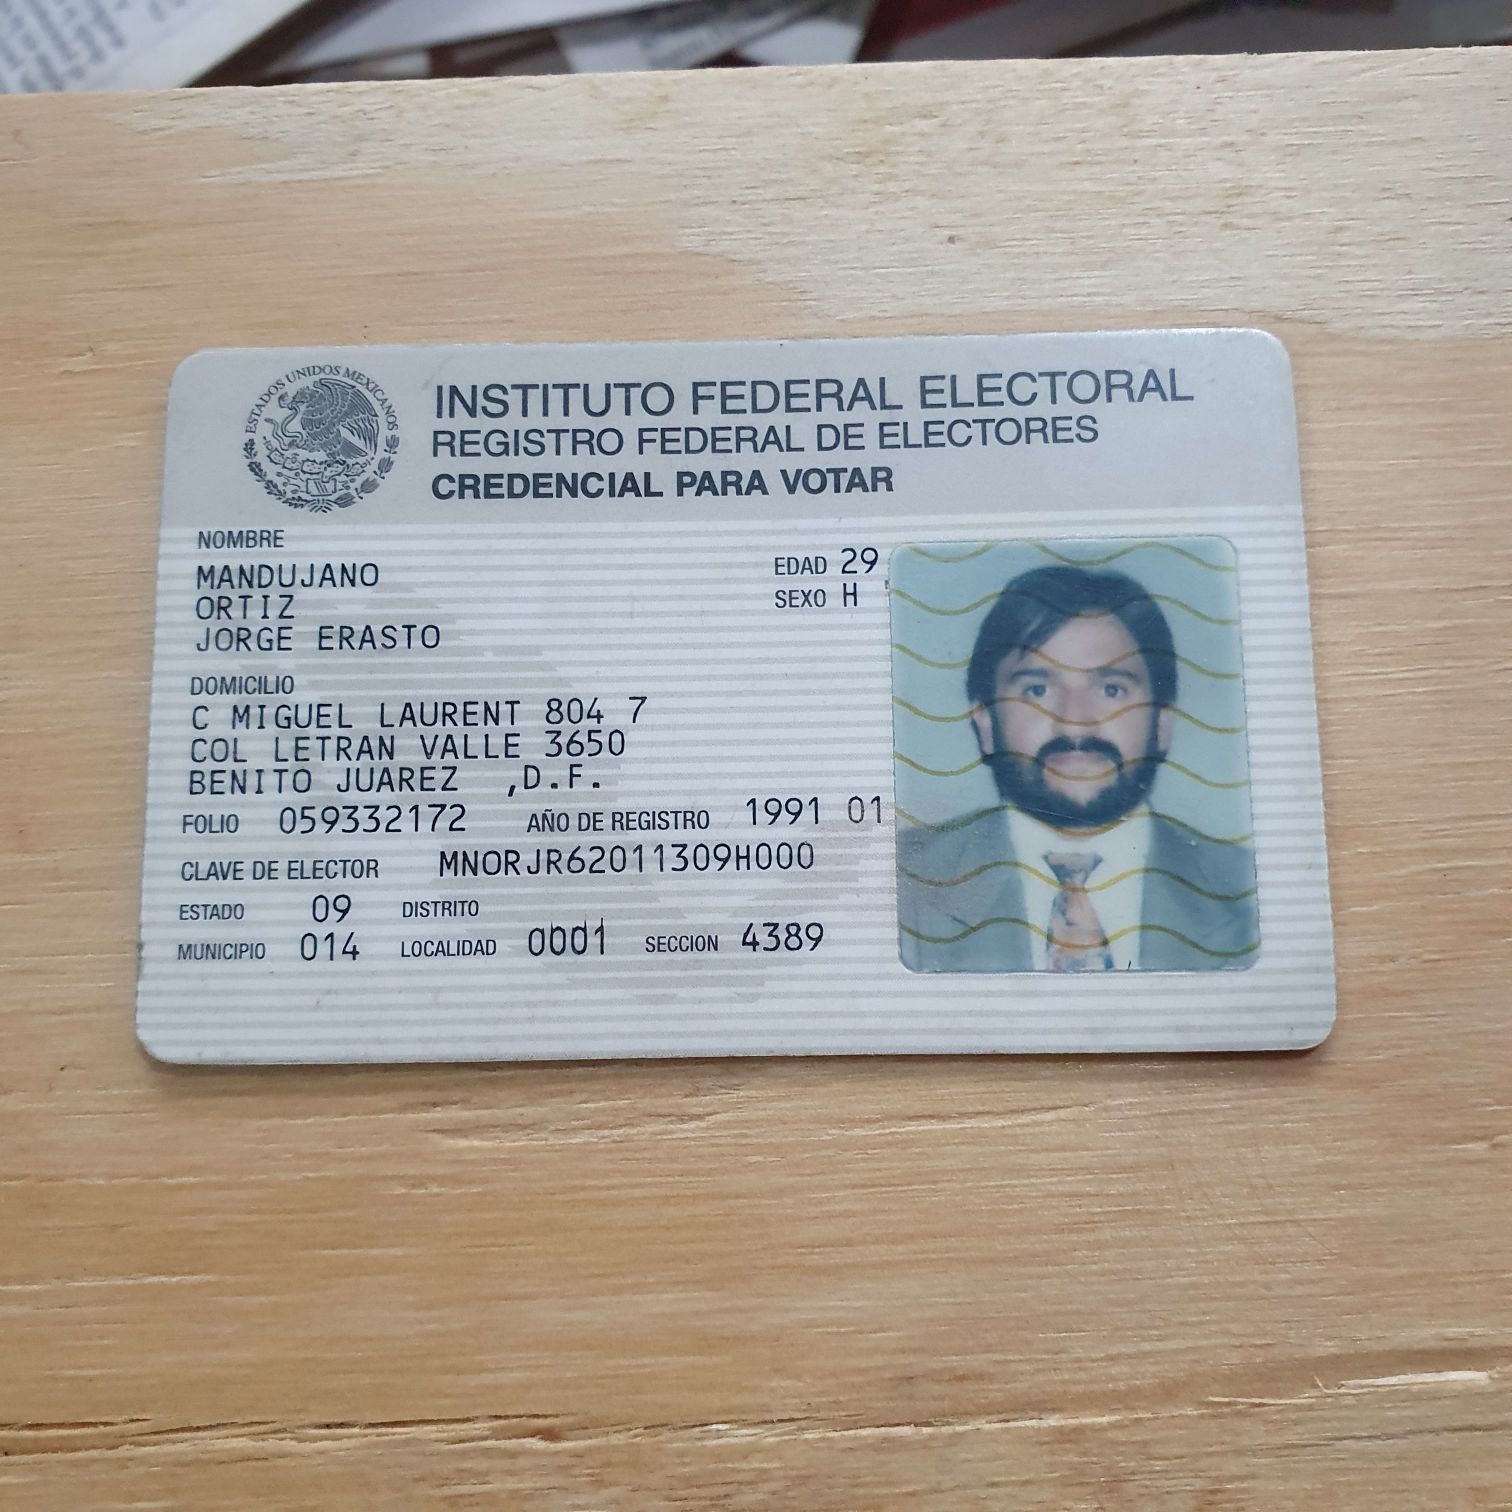 ESTADOS UNIDOS MEXICANOS
INSTITUTO FEDERAL ELECTORAL
REGISTRO FEDERAL DE ELECTORES
CREDENCIAL PARA VOTAR
NOMBRE
MANDUJANO
ORTIZ
JORGE ERASTO
EDAD 29
SEXO H
DOMICILIO
C MIGUEL LAURENT 804 7
COL LETRAN VALLE 3650
BENITO JUAREZ ,D.F.
FOLIO 059332172 AÑO DE REGISTRO 1991 01
CLAVE DE ELECTOR MNORJR62011309H000
ESTADO 09 DISTRITO
MUNICIPIO 014 LOCALIDAD 0001 SECCION 4389